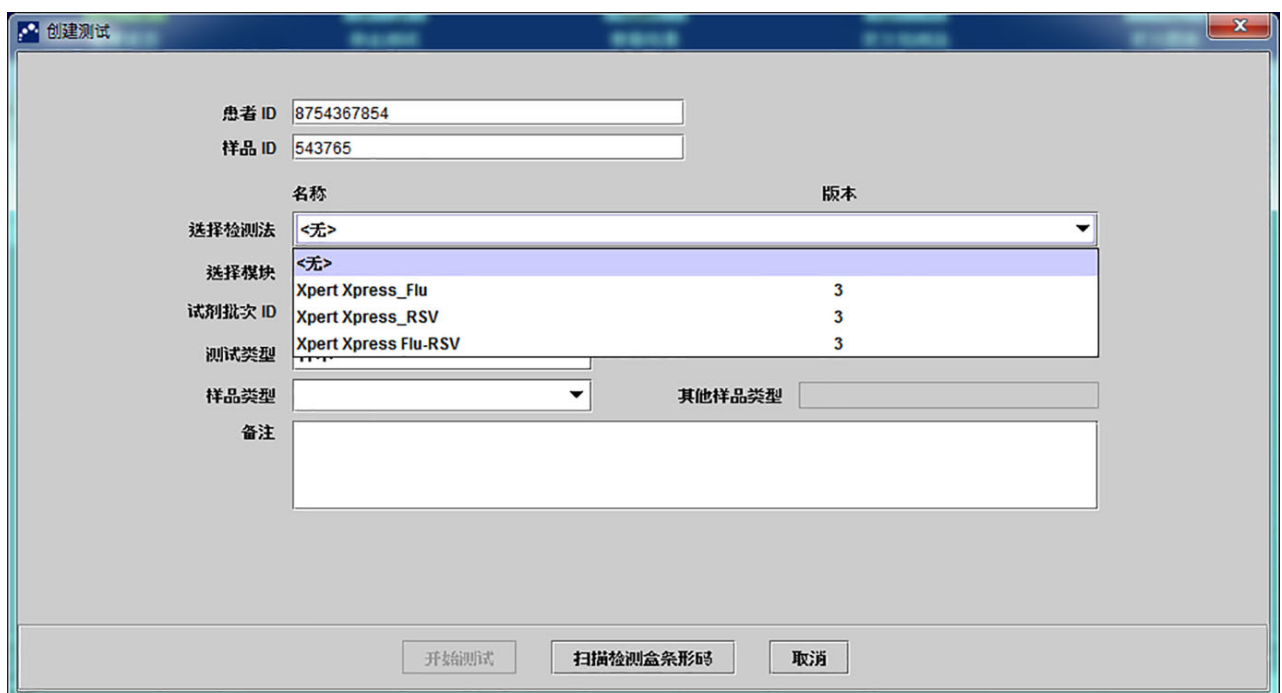 创建测试
患者 ID 8754367854
样品 ID 543765
名称 版本
选择检测法 <无>
<无>
选择模块
Xpert Xpress_Flu 3
试剂批次 ID
Xpert Xpress_RSV 3
Xpert Xpress Flu-RSV 3
测试类型
样品类型 其他样品类型
备注
开始测试 扫描检测盒条形码 取消